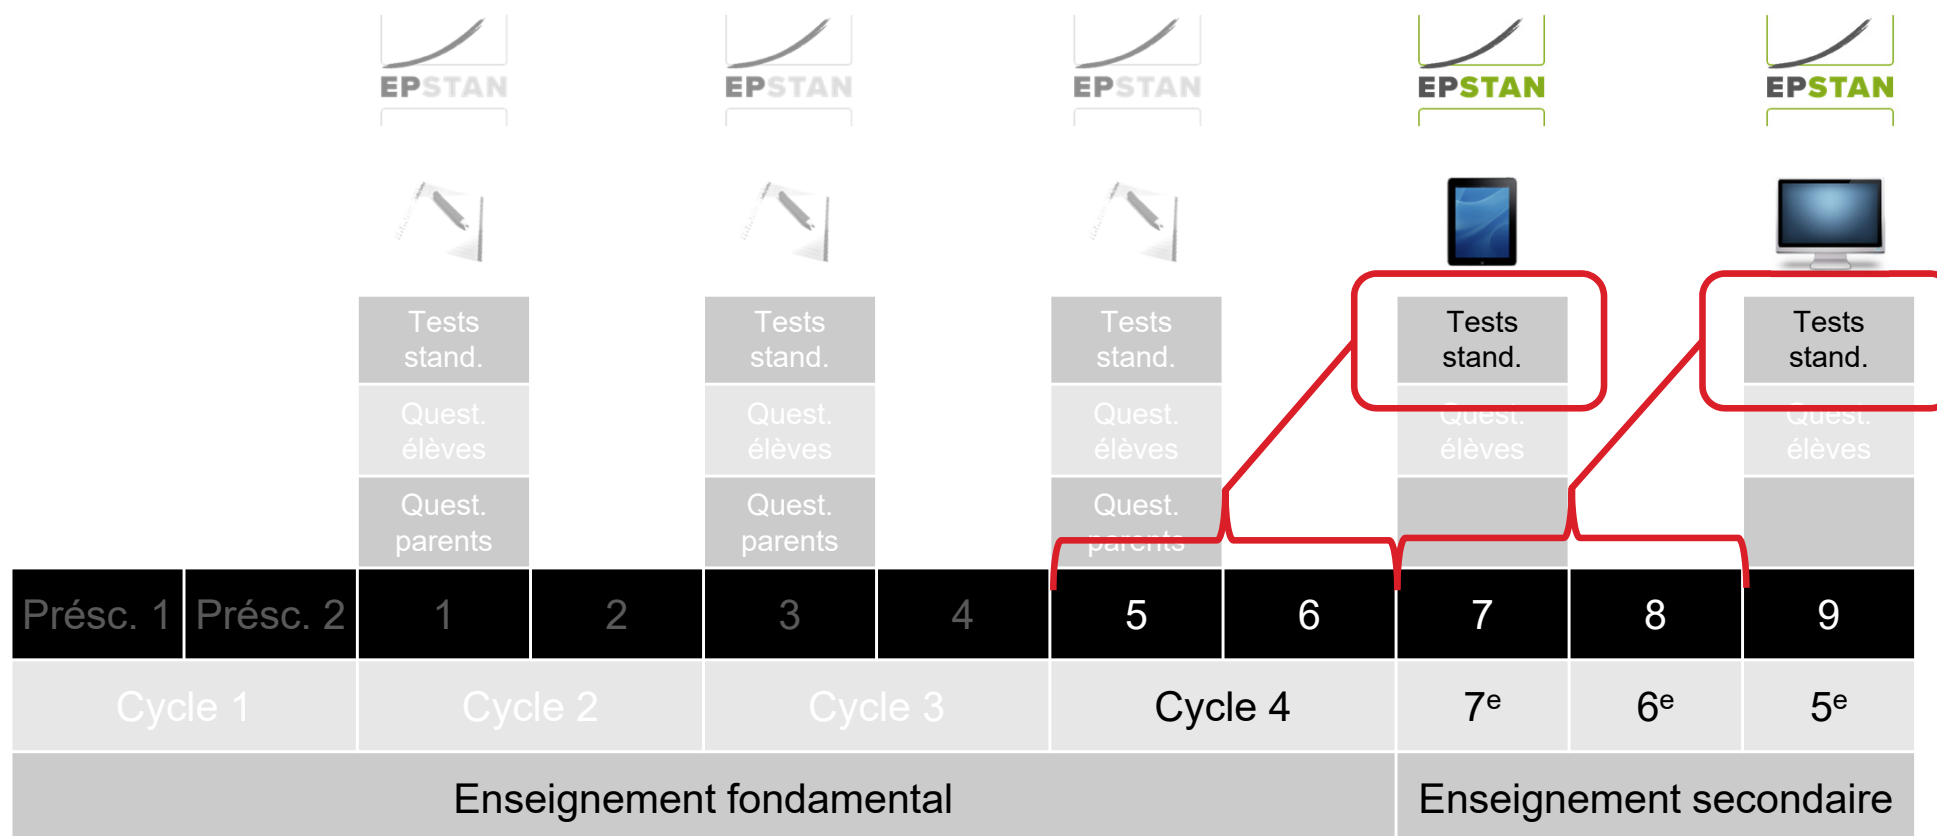 EPSTAN EPSTAN EPSTAN EPSTAN EPSTAN
Tests Tests Tests Tests Tests
stand. stand. stand. stand. stand.
Quest. Quest. Quest. Quest. Quest.
élèves élèves élèves élèves élèves
Quest. Quest. Quest.
parents parents parents
Présc. 1 Présc. 2 1 2 3 4 5 6 7 8 9
Cycle 1 Cycle 2 Cycle 3 Cycle 4 7e 6e 5e
Enseignement fondamental Enseignement secondaire